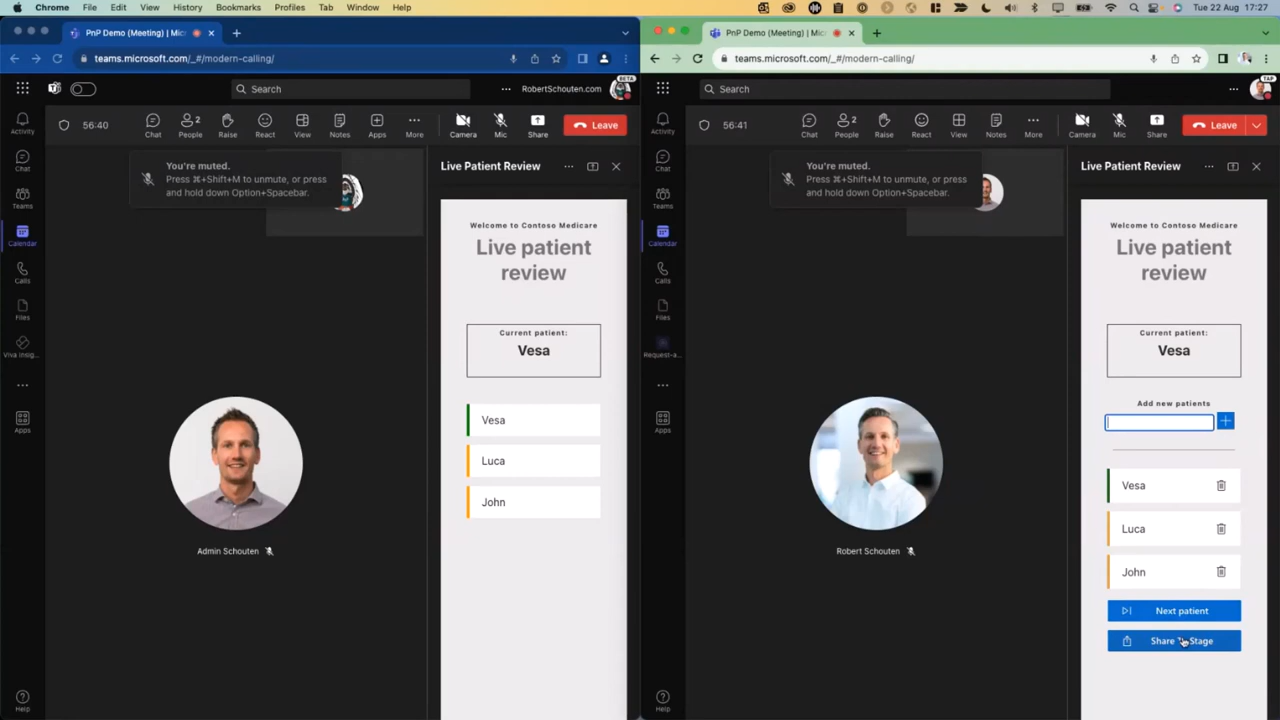 Chrome File Edit View History Bookmarks Profiles Tab Window Help
Tue 22 Aug 17:27
PnP Demo (Meeting) | Mic
teams.microsoft.com/_#/modern-calling/
Search
RobertSchouten.com
BETA
56:40
Chat
People
2
Raise
React
View
Notes
Apps
More
Camera
Mic
Share
Leave
Activity
Chat
Teams
Calendar
Calls
Files
Viva Insig...
Apps
Help
You're muted.
Press ⌘+Shift+M to unmute, or press
and hold down Option+Spacebar.
Admin Schouten
Live Patient Review
Welcome to Contoso Medicare
Live patient
review
Current patient:
Vesa
Vesa
Luca
John
PnP Demo (Meeting) | Mic
teams.microsoft.com/_#/modern-calling/
Search
TAP
56:41
Chat
People
2
Raise
React
View
Notes
More
Camera
Mic
Share
Leave
Activity
Chat
Teams
Calendar
Calls
Files
Request-a...
Apps
Help
You're muted.
Press ⌘+Shift+M to unmute, or press
and hold down Option+Spacebar.
Robert Schouten
Live Patient Review
Welcome to Contoso Medicare
Live patient
review
Current patient:
Vesa
Add new patients
Vesa
Luca
John
Next patient
Share Stage